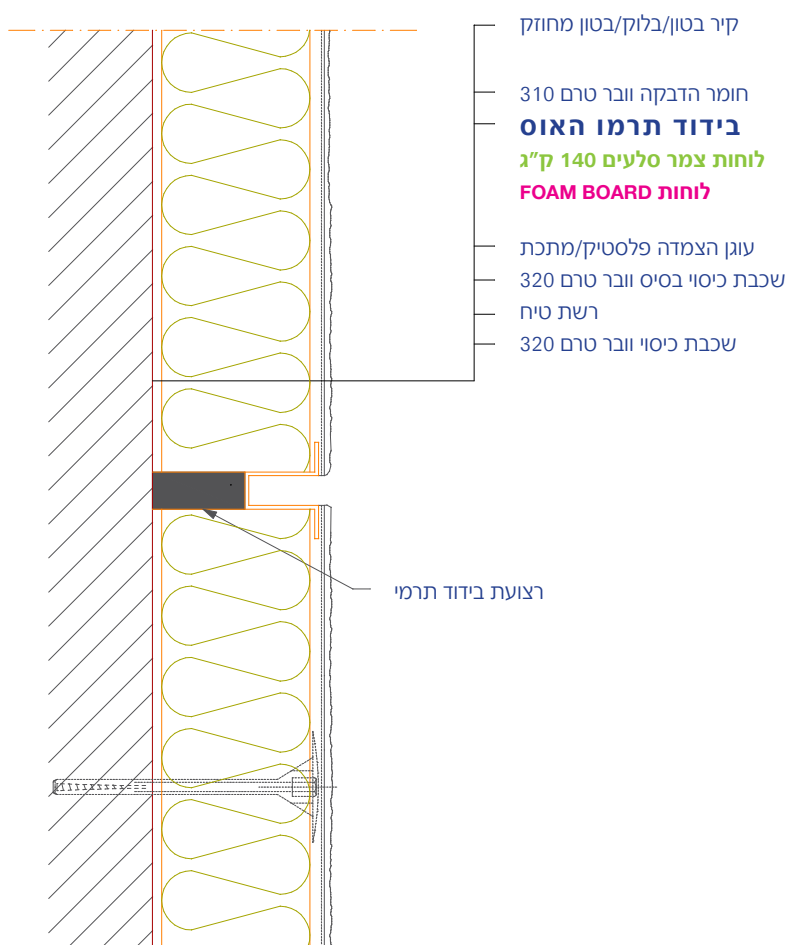 קיר בטון/בלוק/בטון מחוזק
חומר הדבקה וובר טרם 310
בידוד תרמו האוס
לוחות צמר סלעים 140 ק"ג
לוחות FOAM BOARD
עוגן הצמדה פלסטיק/מתכת
שכבת כיסוי בסיס וובר טרם 320
רשת טיח
שכבת כיסוי וובר טרם 320
רצועת בידוד תרמי